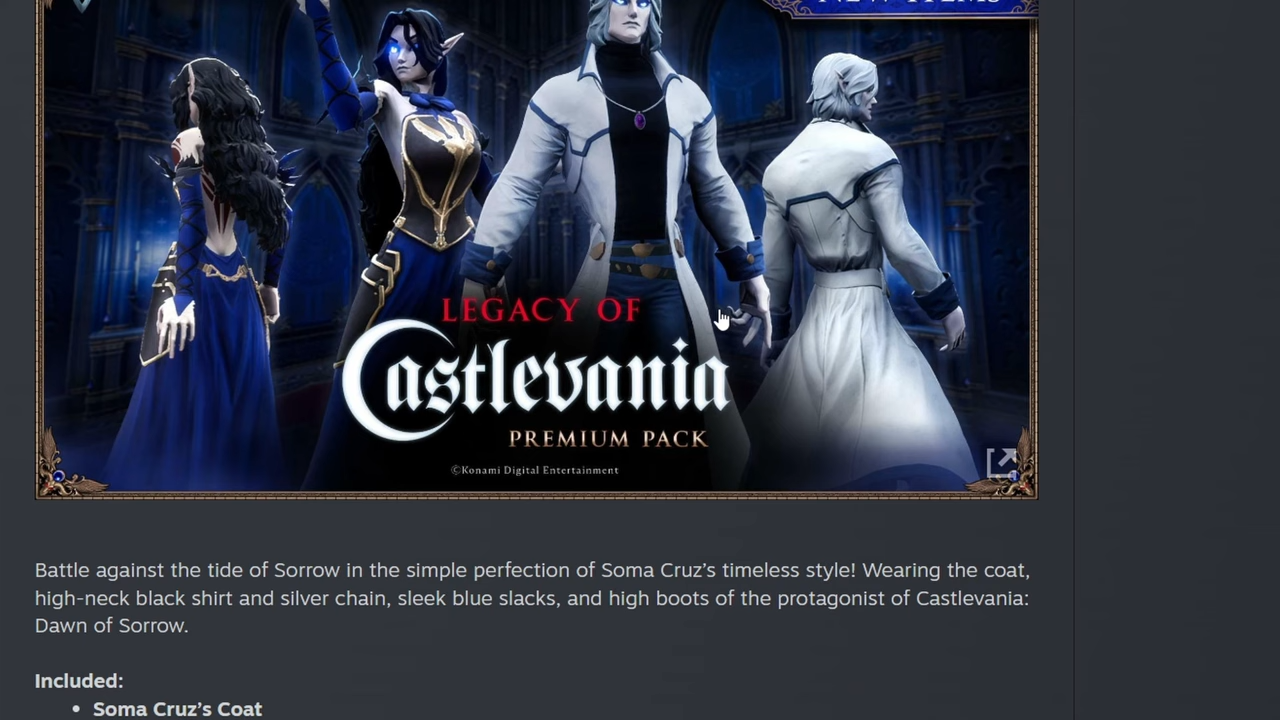 NEW ITEMS
LEGACY OF
Castlevania
PREMIUM PACK
©Konami Digital Entertainment
Battle against the tide of Sorrow in the simple perfection of Soma Cruz’s timeless style! Wearing the coat,
high-neck black shirt and silver chain, sleek blue slacks, and high boots of the protagonist of Castlevania:
Dawn of Sorrow.
Included:
• Soma Cruz’s Coat